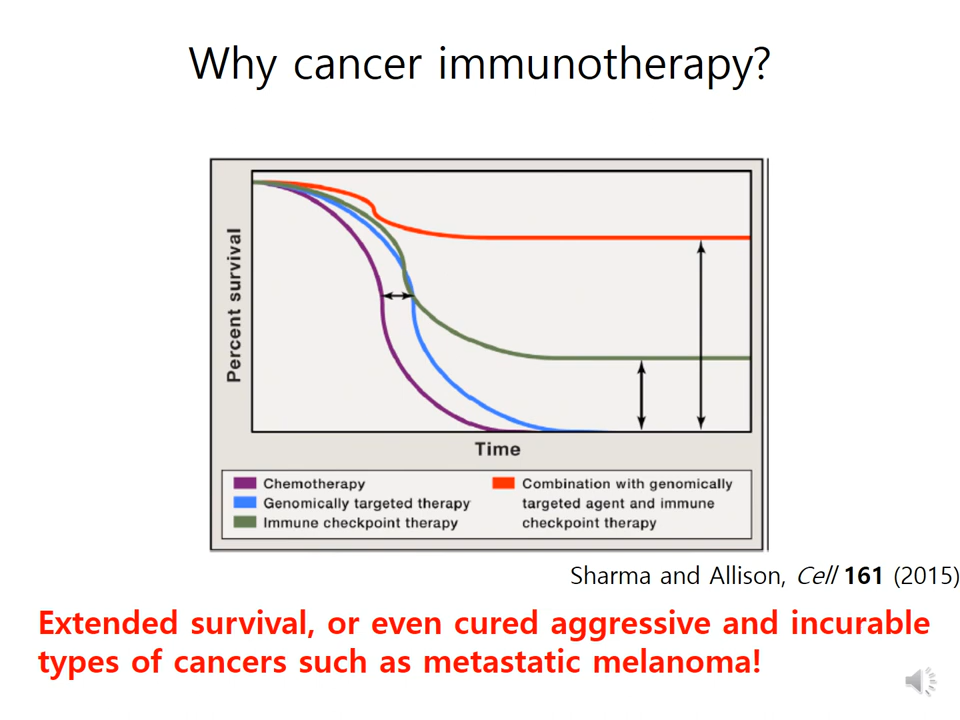 Why cancer immunotherapy?
Percent survival
Time
Chemotherapy
Genomically targeted therapy
Immune checkpoint therapy
Combination with genomically
targeted agent and immune
checkpoint therapy
Sharma and Allison, Cell 161 (2015)
Extended survival, or even cured aggressive and incurable
types of cancers such as metastatic melanoma!